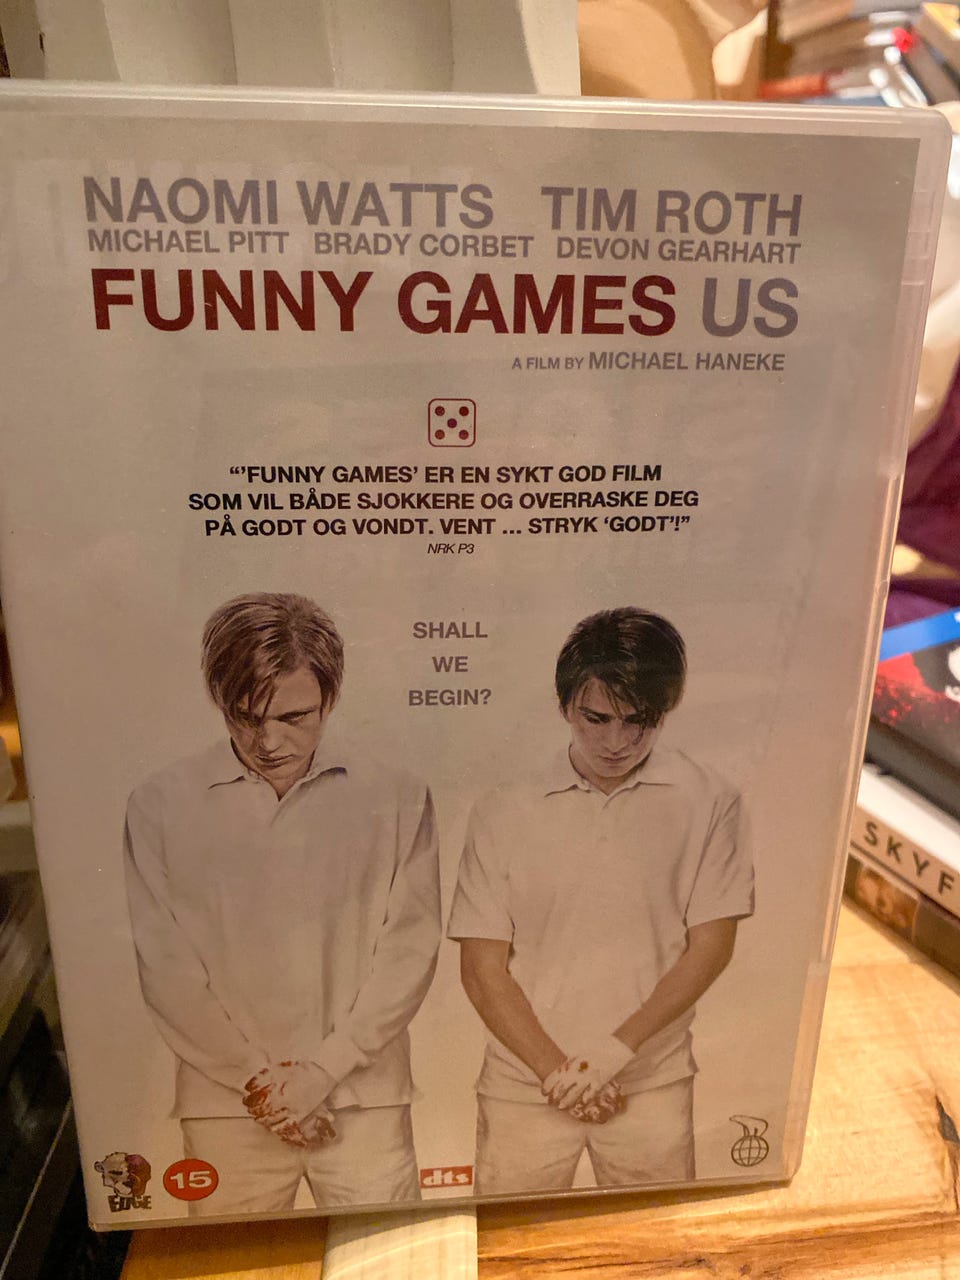 NAOMI WATTS TIM ROTH
MICHAEL PITT BRADY CORBET DEVON GEARHART
FUNNY GAMES US
A FILM BY MICHAEL HANEKE
“’FUNNY GAMES’ ER EN SYKT GOD FILM
SOM VIL BÅDE SJOKKERE OG OVERRASKE DEG
PÅ GODT OG VONDT. VENT ... STRYK ‘GODT’!”
NRK P3
SHALL
WE
BEGIN?
SKYF
EDGE
15
dts